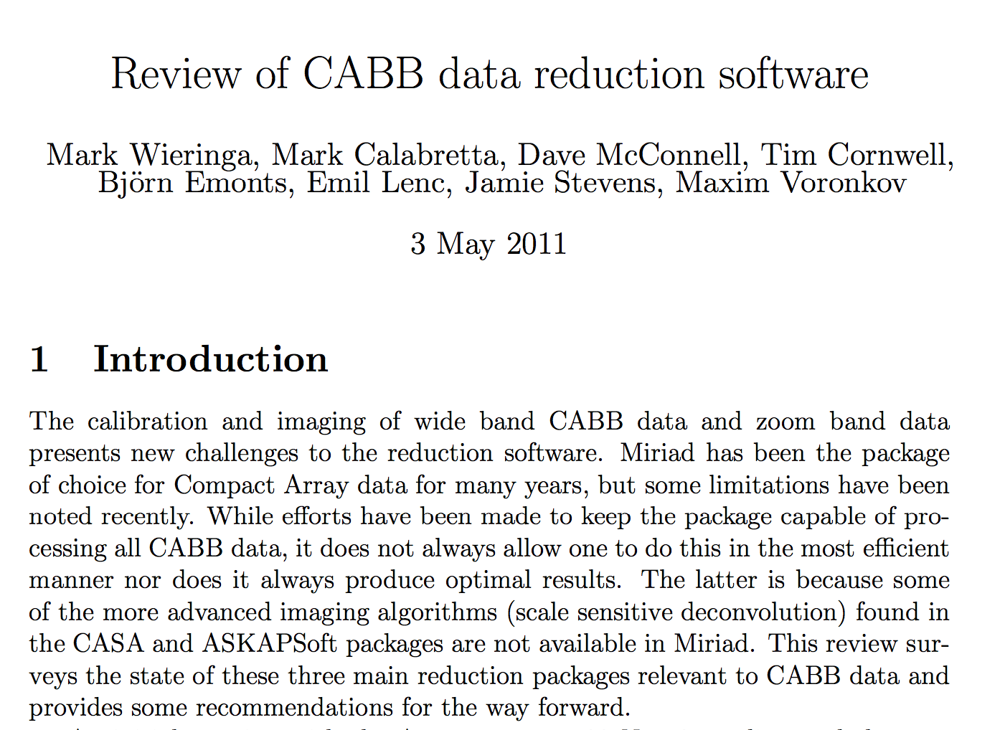 Review of CABB data reduction software
Mark Wieringa, Mark Calabretta, Dave McConnell, Tim Cornwell,
Björn Emonts, Emil Lenc, Jamie Stevens, Maxim Voronkov
3 May 2011
1 Introduction
The calibration and imaging of wide band CABB data and zoom band data
presents new challenges to the reduction software. Miriad has been the package
of choice for Compact Array data for many years, but some limitations have been
noted recently. While efforts have been made to keep the package capable of pro-
cessing all CABB data, it does not always allow one to do this in the most efficient
manner nor does it always produce optimal results. The latter is because some
of the more advanced imaging algorithms (scale sensitive deconvolution) found in
the CASA and ASKAPSoft packages are not available in Miriad. This review sur-
veys the state of these three main reduction packages relevant to CABB data and
provides some recommendations for the way forward.